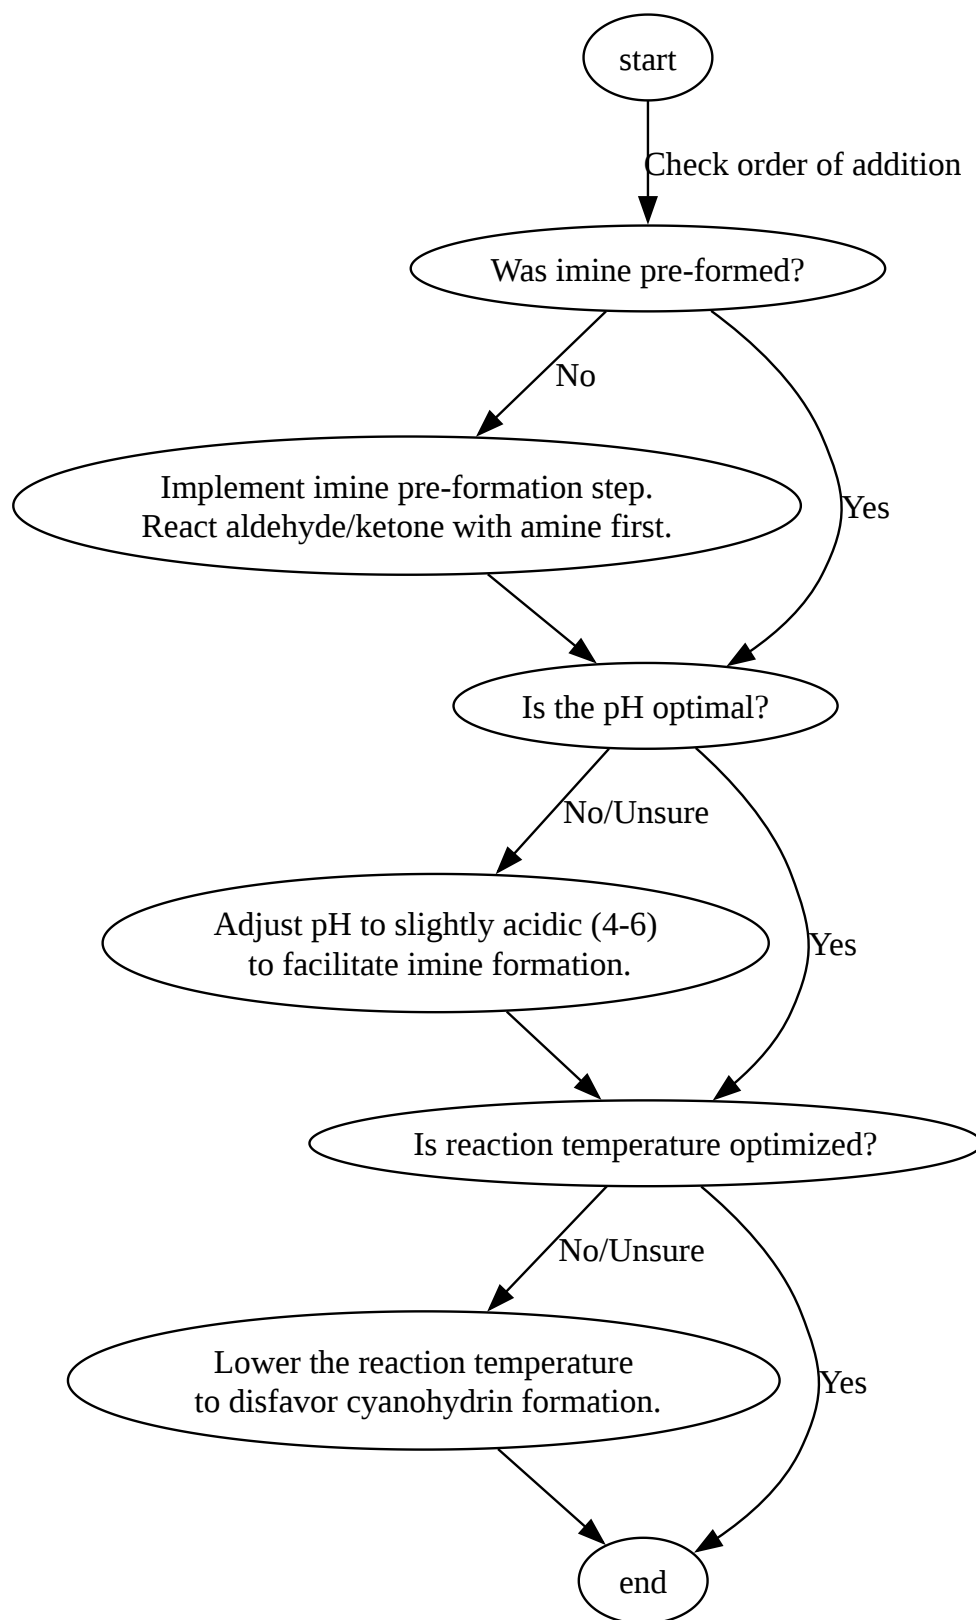 start
Check order of addition
Was imine pre-formed?
No
Implement imine pre-formation step.
React aldehyde/ketone with amine first.
Yes
Is the pH optimal?
No/Unsure
Adjust pH to slightly acidic (4-6)
to facilitate imine formation.
Yes
Is reaction temperature optimized?
No/Unsure
Lower the reaction temperature
to disfavor cyanohydrin formation.
Yes
end